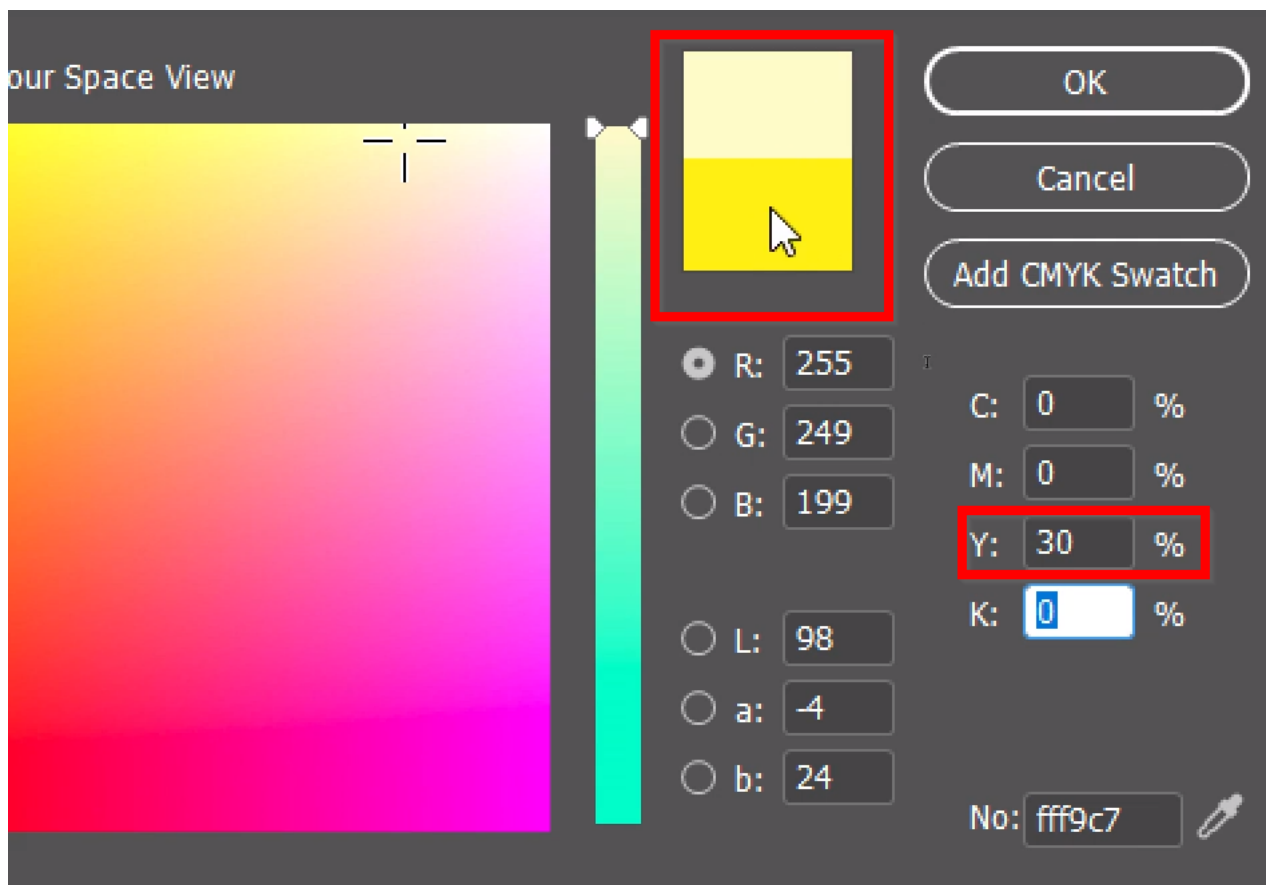 our Space View
OK
Cancel
Add CMYK Swatch
R: 255
G: 249
B: 199
L: 98
a: -4
b: 24
C: 0 %
M: 0 %
Y: 30 %
K: 0 %
No: fff9c7